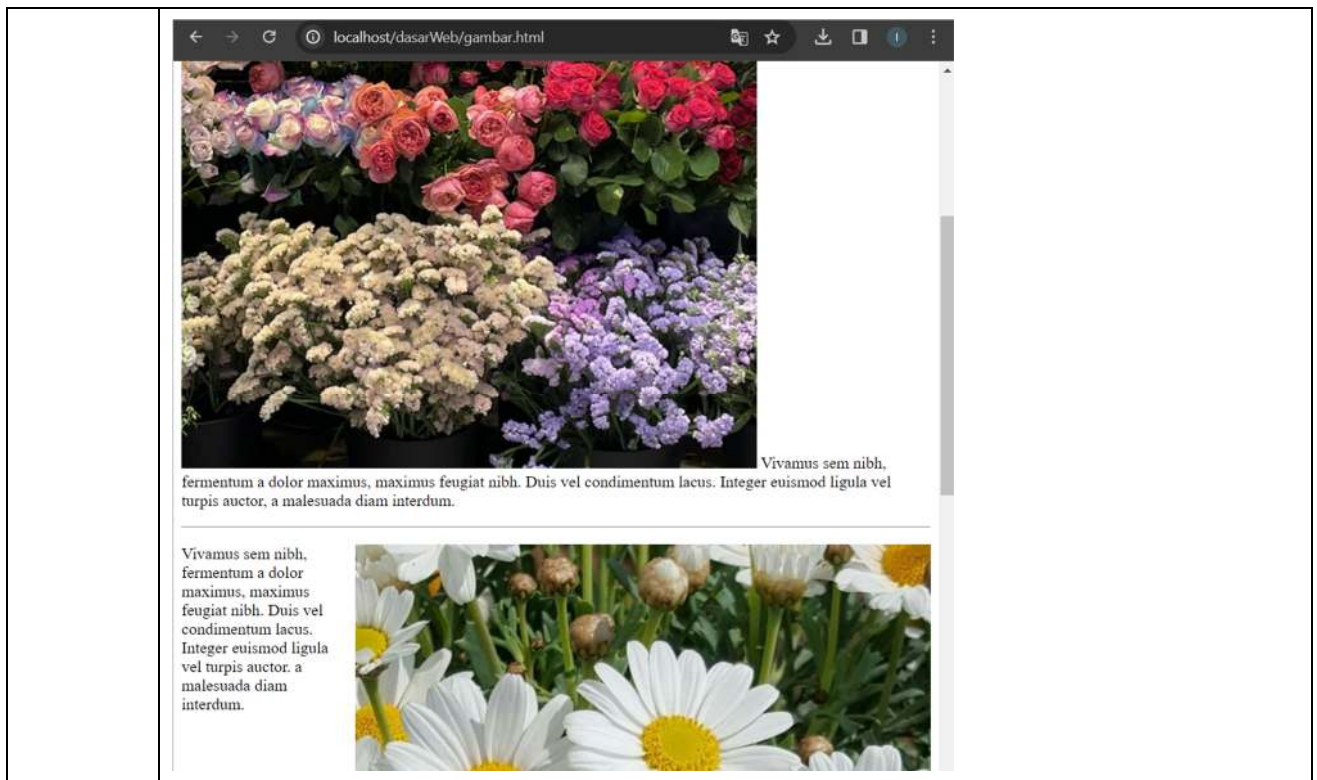 localhost/dasarWeb/gambar.html
Vivamus sem nibh,
fermentum a dolor maximus, maximus feugiat nibh. Duis vel condimentum lacus. Integer euismod ligula vel
turpis auctor, a malesuada diam interdum.
Vivamus sem nibh,
fermentum a dolor
maximus, maximus
feugiat nibh. Duis vel
condimentum lacus.
Integer euismod ligula
vel turpis auctor. a
malesuada diam
interdum.